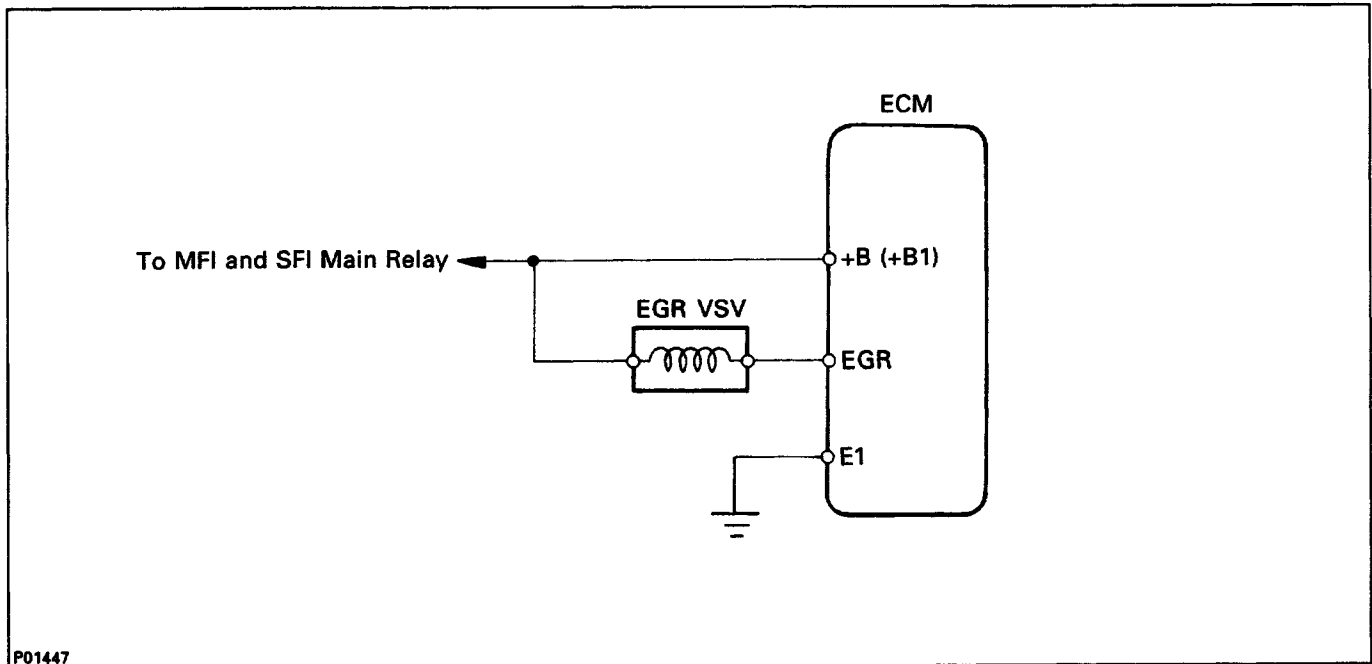 ECM
To MFI and SFI Main Relay
+B (+B1)
EGR VSV
EGR
E1
P01447